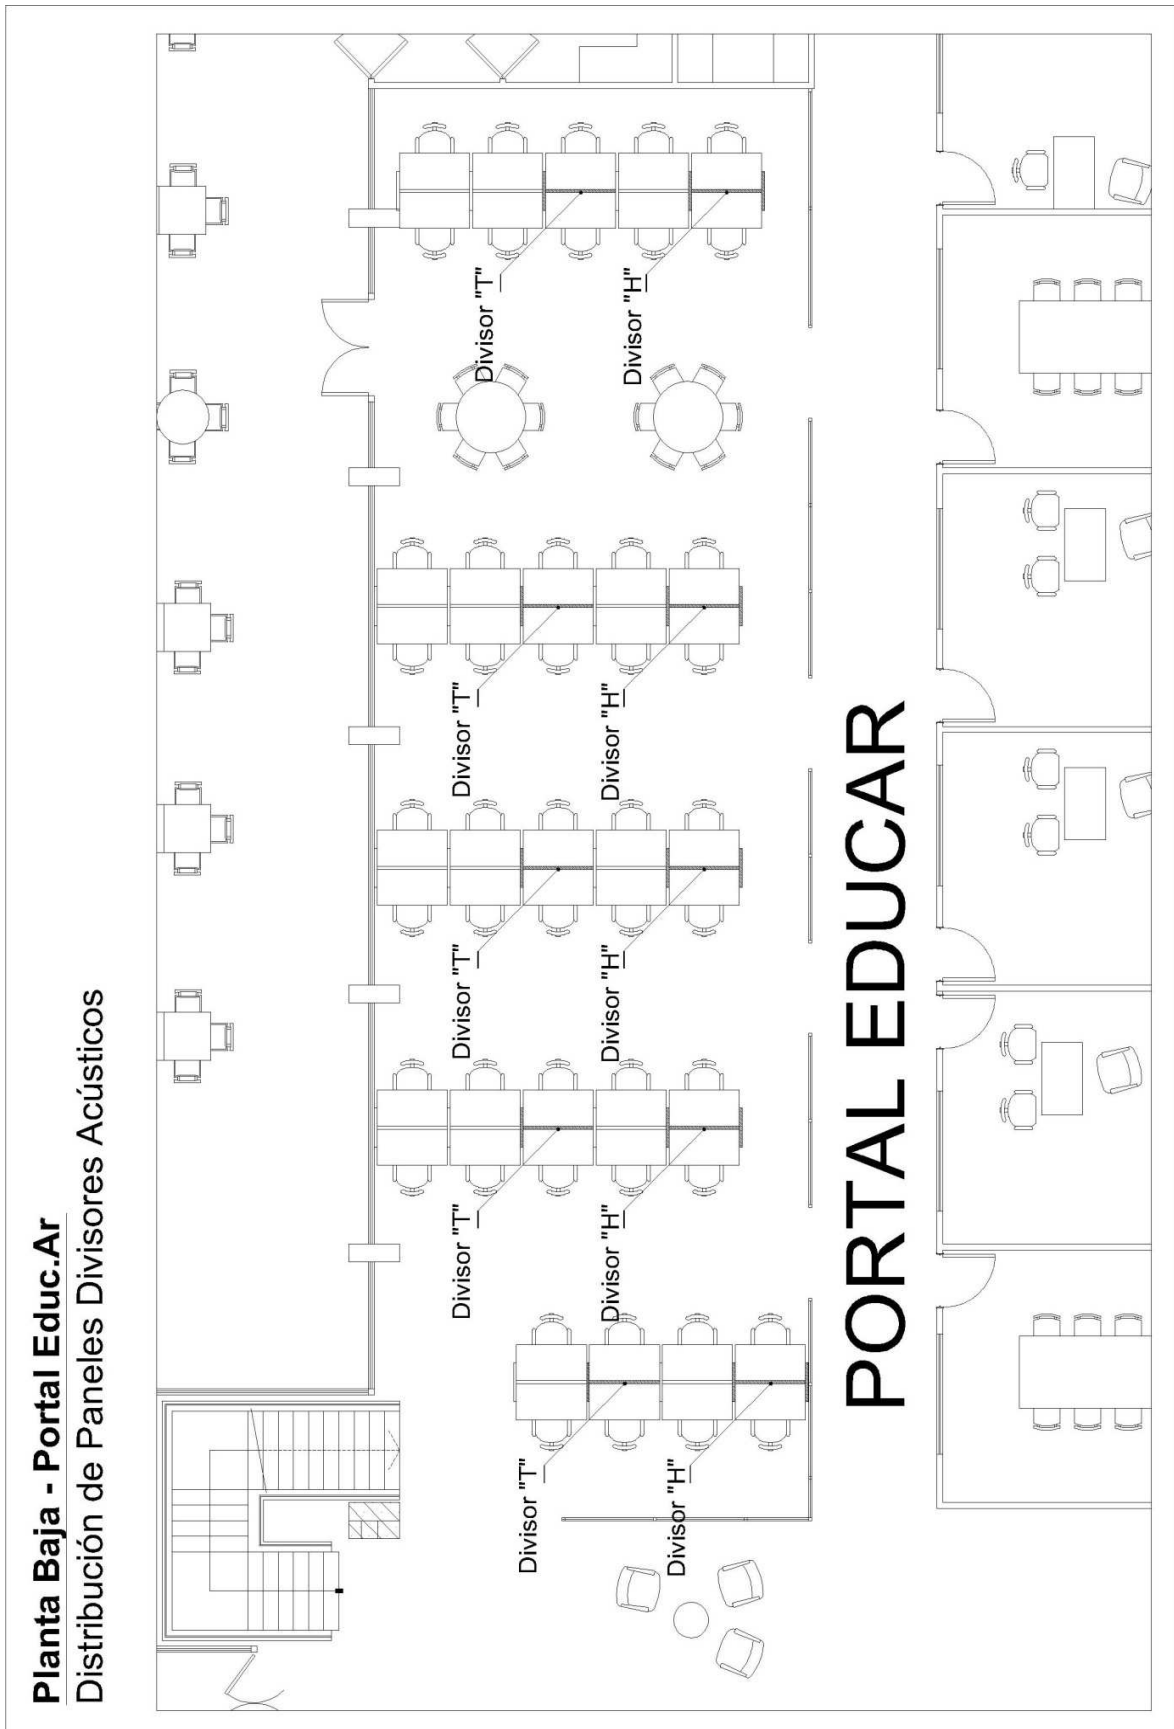 Planta Baja - Portal Educ.Ar
Distribución de Paneles Divisores Acústicos
Divisor "T"
Divisor "T"
Divisor "T"
Divisor "T"
Divisor "T"
Divisor "H"
Divisor "H"
Divisor "H"
Divisor "H"
Divisor "H"
PORTAL EDUCAR